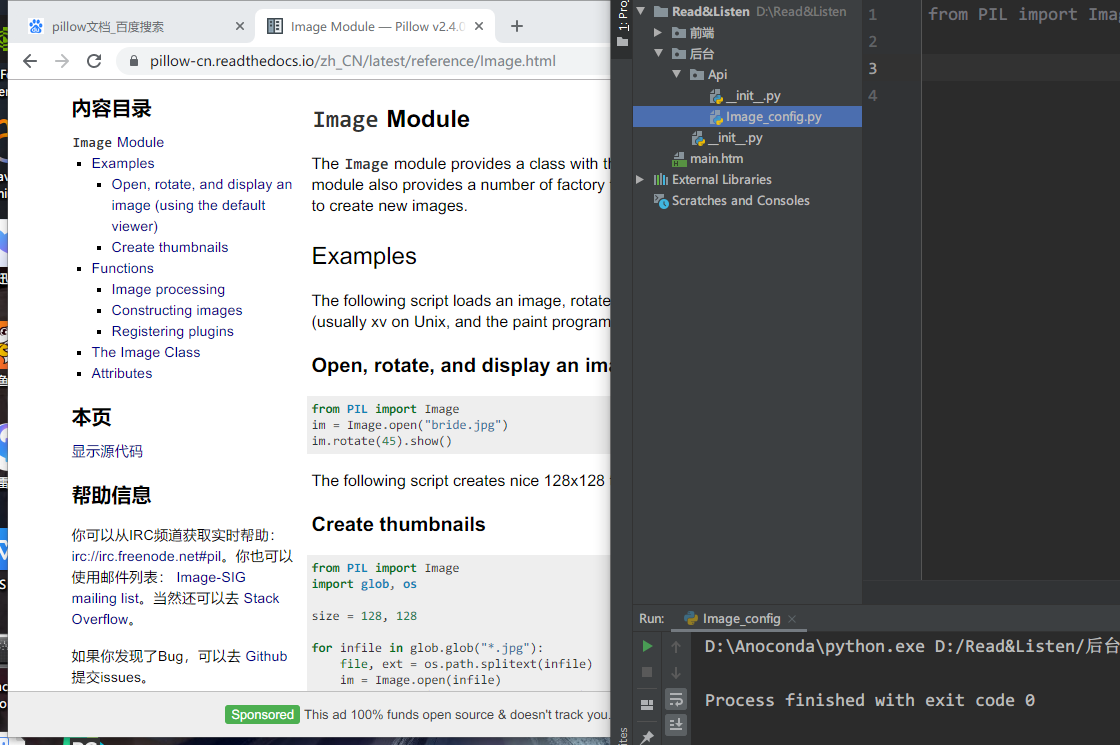 pillow文档_百度搜索
Image Module — Pillow v2.4.0
pillow-cn.readthedocs.io/zh_CN/latest/reference/Image.html
内容目录
Image Module
Examples
Open, rotate, and display an
image (using the default
viewer)
Create thumbnails
Functions
Image processing
Constructing images
Registering plugins
The Image Class
Attributes
本页
显示源代码
帮助信息
你可以从IRC频道获取实时帮助：
irc://irc.freenode.net#pil。你也可以
使用邮件列表： Image-SIG
mailing list。当然还可以去 Stack
Overflow。
如果你发现了Bug，可以去 Github
提交issues。
Image Module
The Image module provides a class with
module also provides a number of factory
to create new images.
Examples
The following script loads an image, rotate
(usually xv on Unix, and the paint program
Open, rotate, and display an
from PIL import Image
im = Image.open("bride.jpg")
im.rotate(45).show()
The following script creates nice 128x128
Create thumbnails
from PIL import Image
import glob, os
size = 128, 128
for infile in glob.glob("*.jpg"):
file, ext = os.path.splitext(infile)
im = Image.open(infile)
Sponsored This ad 100% funds open source & doesn't track you.
1: Pro
Read&Listen D:\Read&Listen
前端
后台
Api
__init__.py
Image_config.py
__init__.py
main.htm
External Libraries
Scratches and Consoles
1 from PIL import Ima
2
3
4
Run: Image_config
D:\Anoconda\python.exe D:/Read&Listen/后台
Process finished with exit code 0